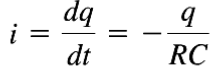 i = dq/dt = − q/RC